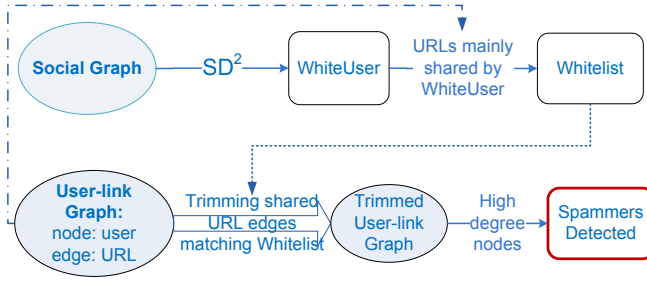 Social Graph
SD²
WhiteUser
URLs mainly
shared by
WhiteUser
Whitelist
User-link
Graph:
node: user
edge: URL
Trimming shared
URL edges
matching Whitelist
Trimmed
User-link
Graph
High
degree
nodes
Spammers
Detected